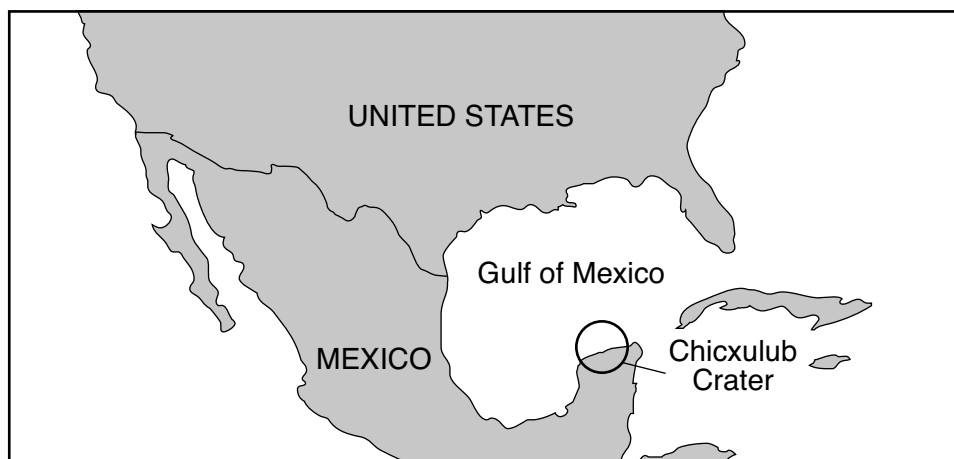 UNITED STATES
Gulf of Mexico
MEXICO
Chicxulub
Crater